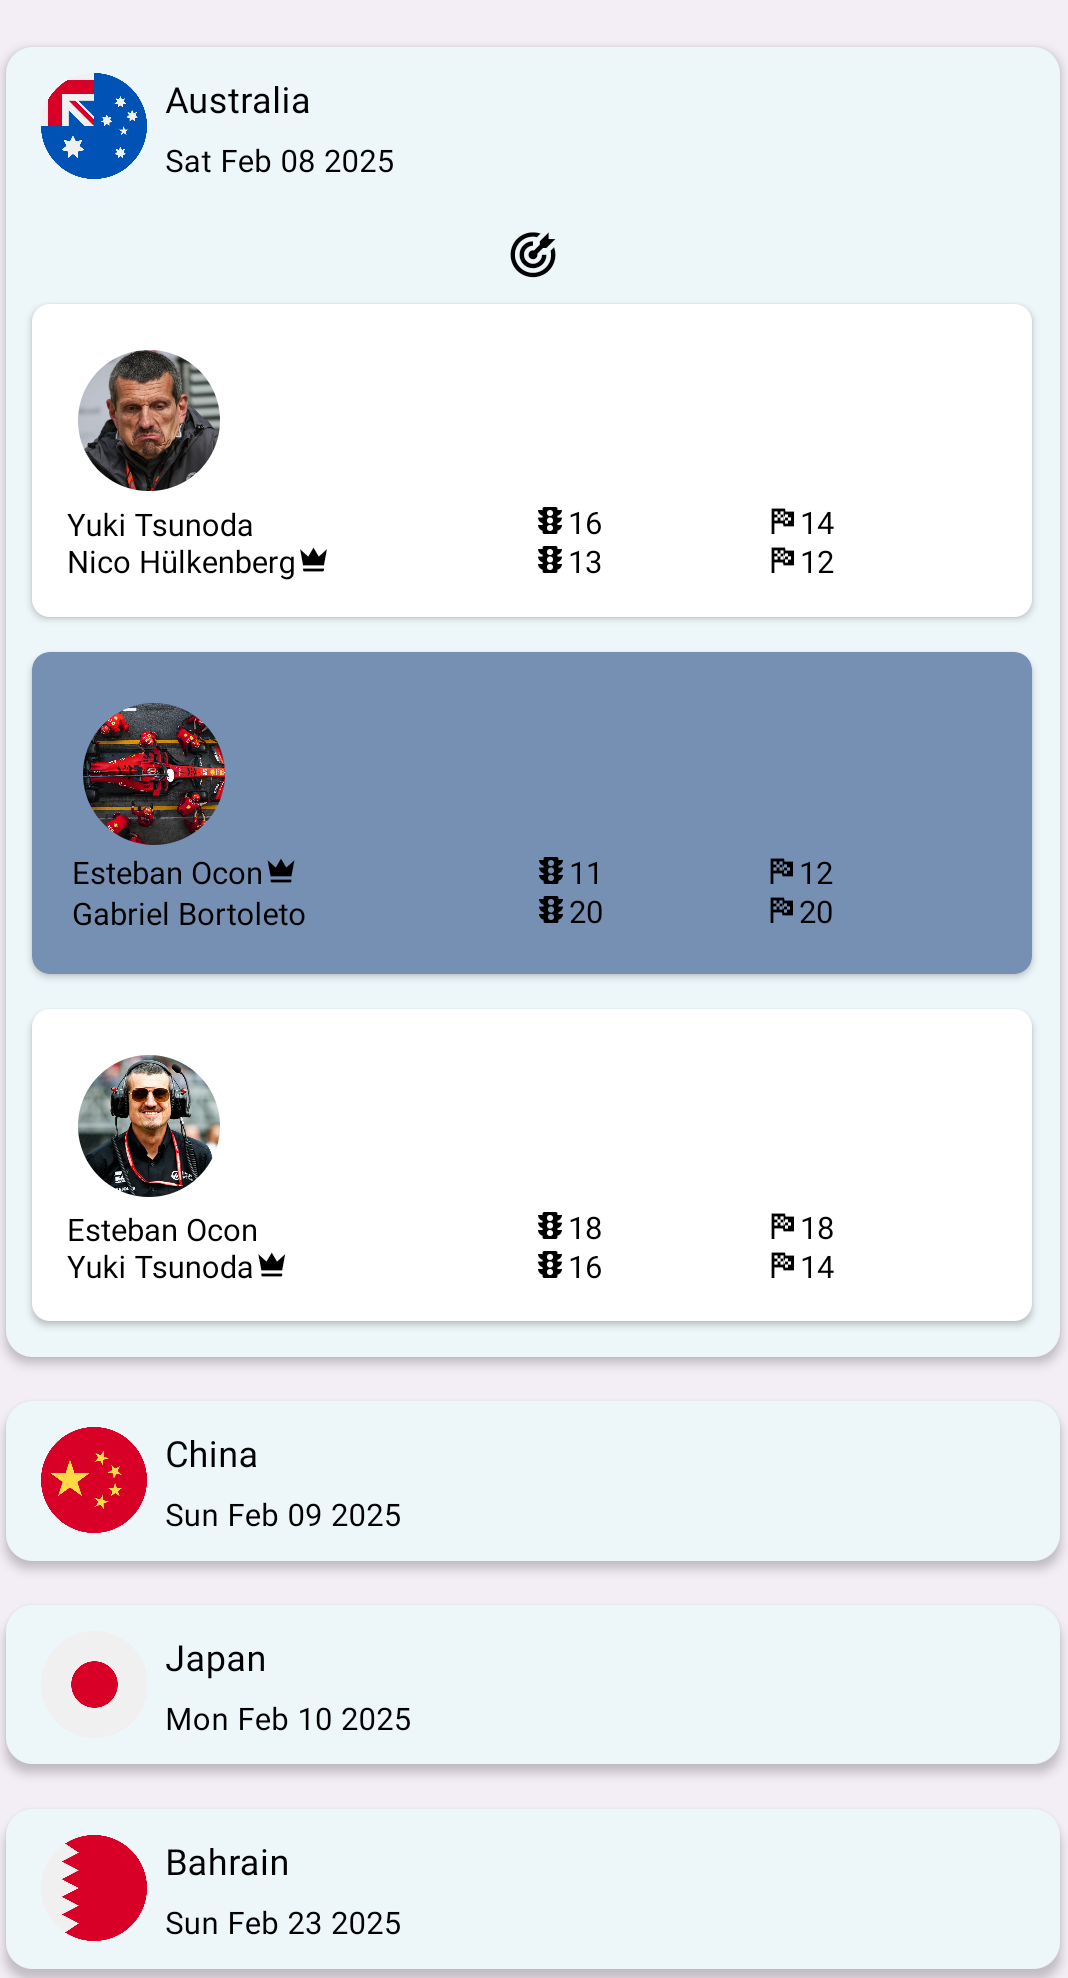 Australia
Sat Feb 08 2025
Yuki Tsunoda 16 14
Nico Hülkenberg 13 12
Esteban Ocon 11 12
Gabriel Bortoleto 20 20
Esteban Ocon 18 18
Yuki Tsunoda 16 14
China
Sun Feb 09 2025
Japan
Mon Feb 10 2025
Bahrain
Sun Feb 23 2025